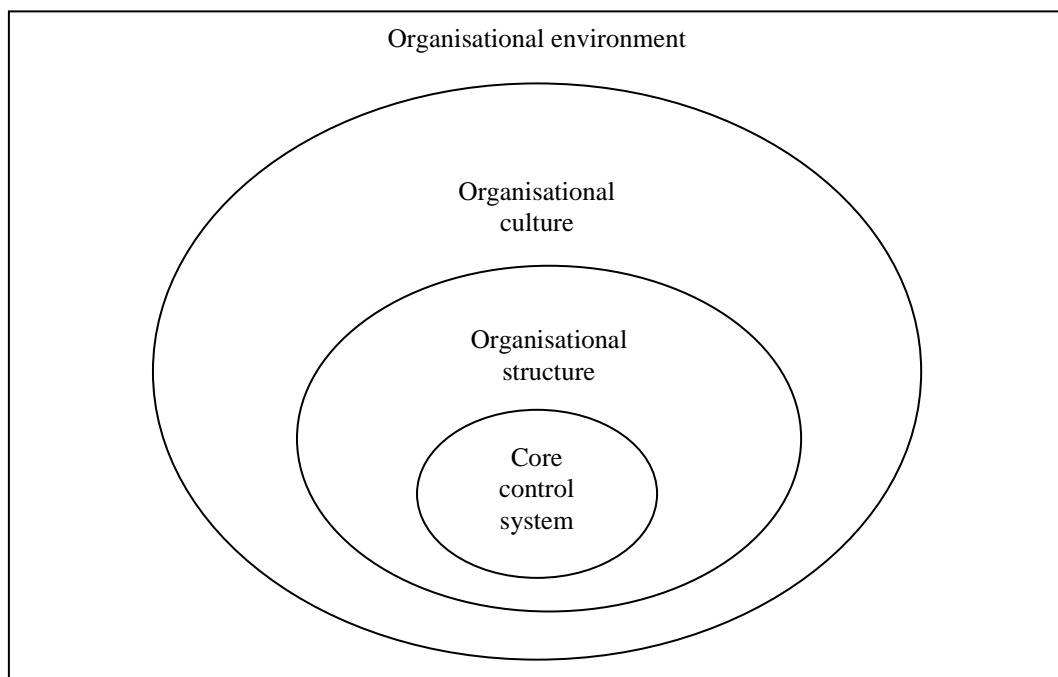 Organisational environment
Organisational
culture
Organisational
structure
Core
control
system